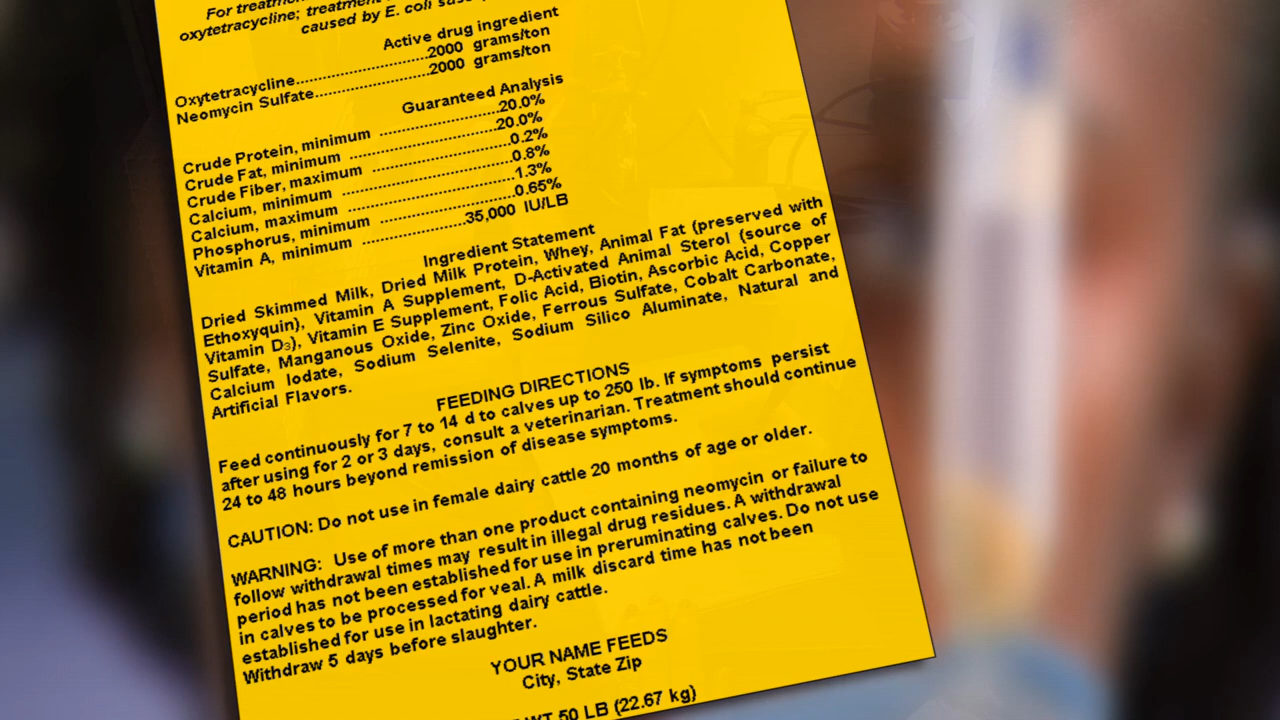 For treatment
oxytetracycline; treatment
caused by E. coli
Active drug ingredient
Oxytetracycline..............................2000 grams/ton
Neomycin Sulfate..........................2000 grams/ton
Guaranteed Analysis
Crude Protein, minimum ...........................20.0%
Crude Fat, minimum .................................20.0%
Crude Fiber, maximum ..............................0.2%
Calcium, minimum .....................................0.8%
Calcium, maximum ....................................1.3%
Phosphorus, minimum ..............................0.65%
Vitamin A, minimum .......................35,000 IU/LB
Ingredient Statement
Dried Skimmed Milk, Dried Milk Protein, Whey, Animal Fat (preserved with
Ethoxyquin), Vitamin A Supplement, D-Activated Animal Sterol (source of
Vitamin D₃), Vitamin E Supplement, Folic Acid, Biotin, Ascorbic Acid, Copper
Sulfate, Manganous Oxide, Zinc Oxide, Ferrous Sulfate, Cobalt Carbonate,
Calcium Iodate, Sodium Selenite, Sodium Silico Aluminate, Natural and
Artificial Flavors.
FEEDING DIRECTIONS
Feed continuously for 7 to 14 d to calves up to 250 lb. If symptoms persist
after using for 2 or 3 days, consult a veterinarian. Treatment should continue
24 to 48 hours beyond remission of disease symptoms.
CAUTION: Do not use in female dairy cattle 20 months of age or older.
WARNING: Use of more than one product containing neomycin or failure to
follow withdrawal times may result in illegal drug residues. A withdrawal
period has not been established for use in preruminating calves. Do not use
in calves to be processed for veal. A milk discard time has not been
established for use in lactating dairy cattle.
Withdraw 5 days before slaughter.
YOUR NAME FEEDS
City, State Zip
WT 50 LB (22.67 kg)